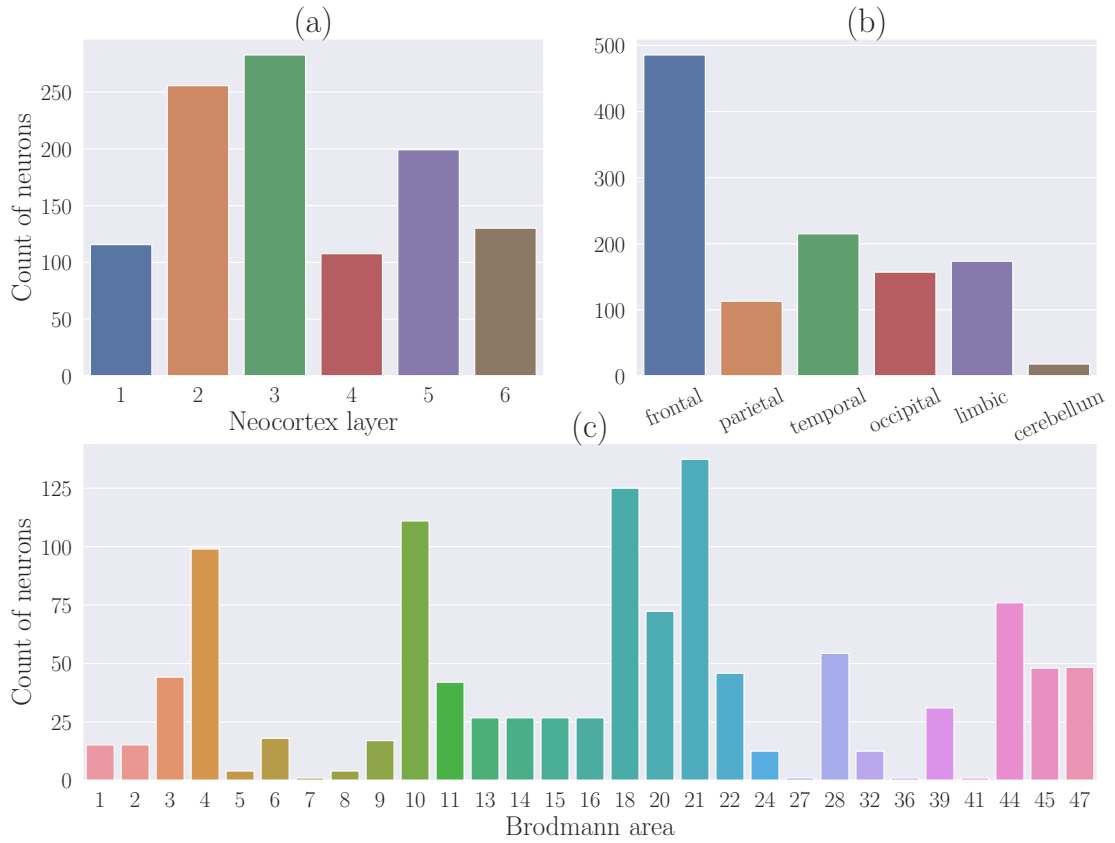 (a)
Count of neurons
250
200
150
100
50
0
1 2 3 4 5 6
Neocortex layer
(b)
500
400
300
200
100
0
frontal parietal temporal occipital limbic cerebellum
(c)
Count of neurons
125
100
75
50
25
0
1 2 3 4 5 6 7 8 9 10 11 13 14 15 16 18 20 21 22 24 27 28 32 36 39 41 44 45 47
Brodmann area